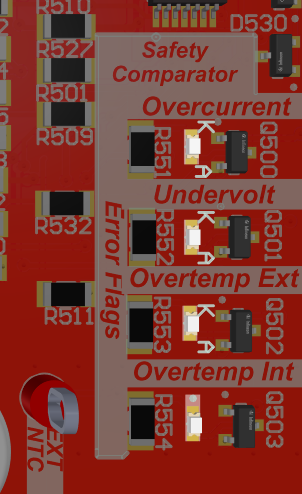 R510
D530
Safety
Comparator
R527
R501
Overcurrent
R509
R551
K
A
Q500
Undervolt
R532
R552
K
A
Q501
Error Flags
Overtemp Ext
R511
R553
K
A
Q502
Overtemp Int
R554
Q503
EXT
NTC